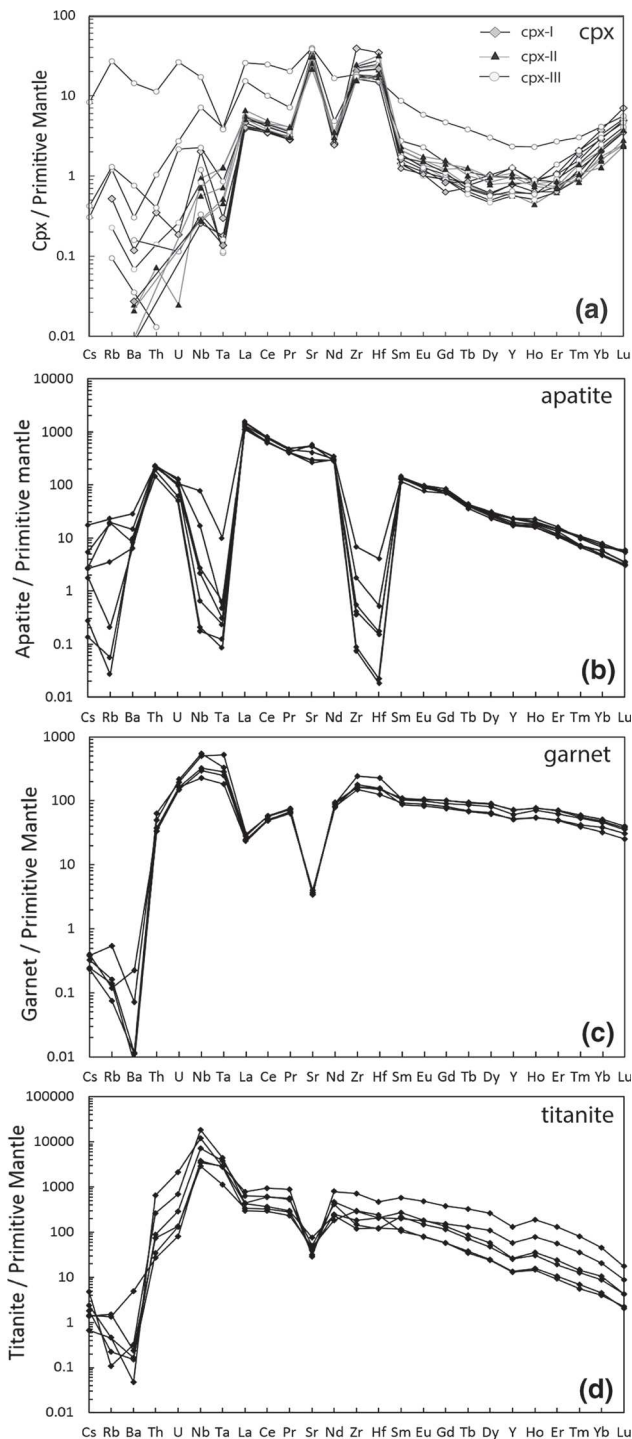 100
cpx-I
cpx
10
cpx-II
cpx-III
Cpx / Primitive Mantle
1
0.1
0.01
(a)
Cs Rb Ba Th U Nb Ta La Ce Pr Sr Nd Zr Hf Sm Eu Gd Tb Dy Y Ho Er Tm Yb Lu
10000
apatite
1000
100
10
Apatite / Primitive mantle
1
0.1
0.01
(b)
Cs Rb Ba Th U Nb Ta La Ce Pr Sr Nd Zr Hf Sm Eu Gd Tb Dy Y Ho Er Tm Yb Lu
1000
garnet
100
10
Garnet / Primitive Mantle
1
0.1
0.01
(c)
Cs Rb Ba Th U Nb Ta La Ce Pr Sr Nd Zr Hf Sm Eu Gd Tb Dy Y Ho Er Tm Yb Lu
100000
titanite
10000
1000
100
Titanite / Primitive Mantle
10
1
0.1
0.01
(d)
Cs Rb Ba Th U Nb Ta La Ce Pr Sr Nd Zr Hf Sm Eu Gd Tb Dy Y Ho Er Tm Yb Lu